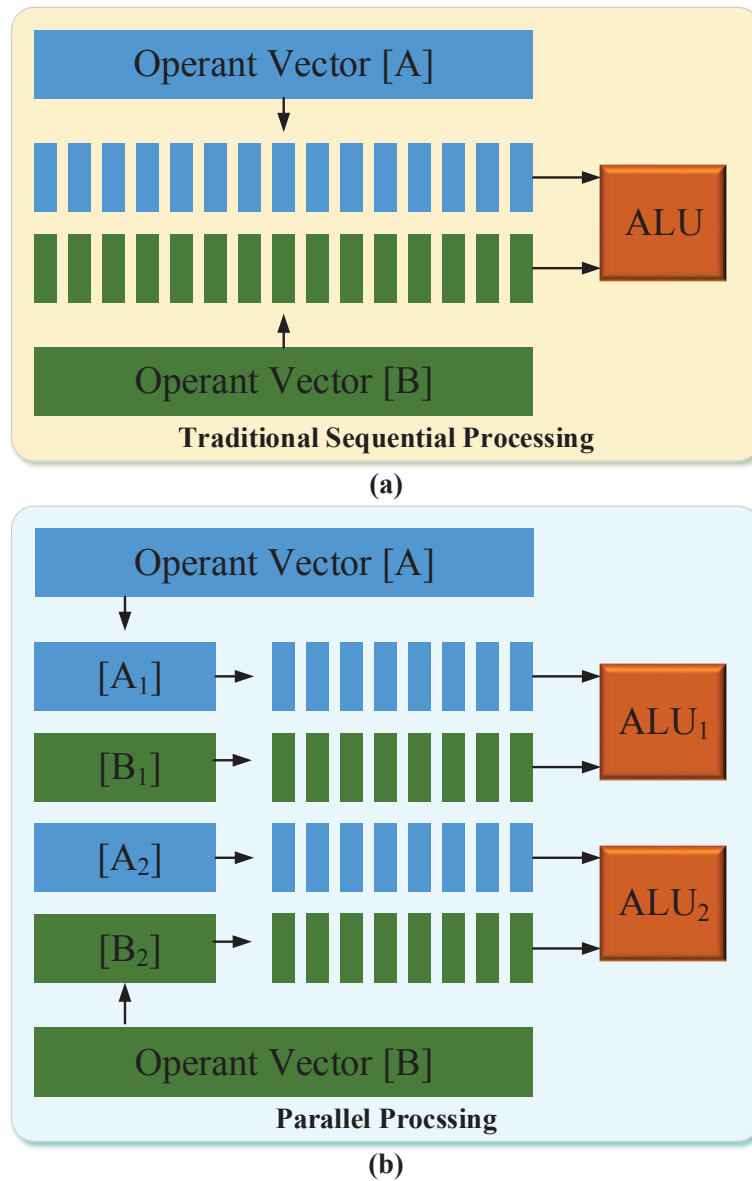 Operant Vector [A]
ALU
Operant Vector [B]
Traditional Sequential Processing
(a)
Operant Vector [A]
[A₁]
ALU₁
[B₁]
[A₂]
ALU₂
[B₂]
Operant Vector [B]
Parallel Procssing
(b)